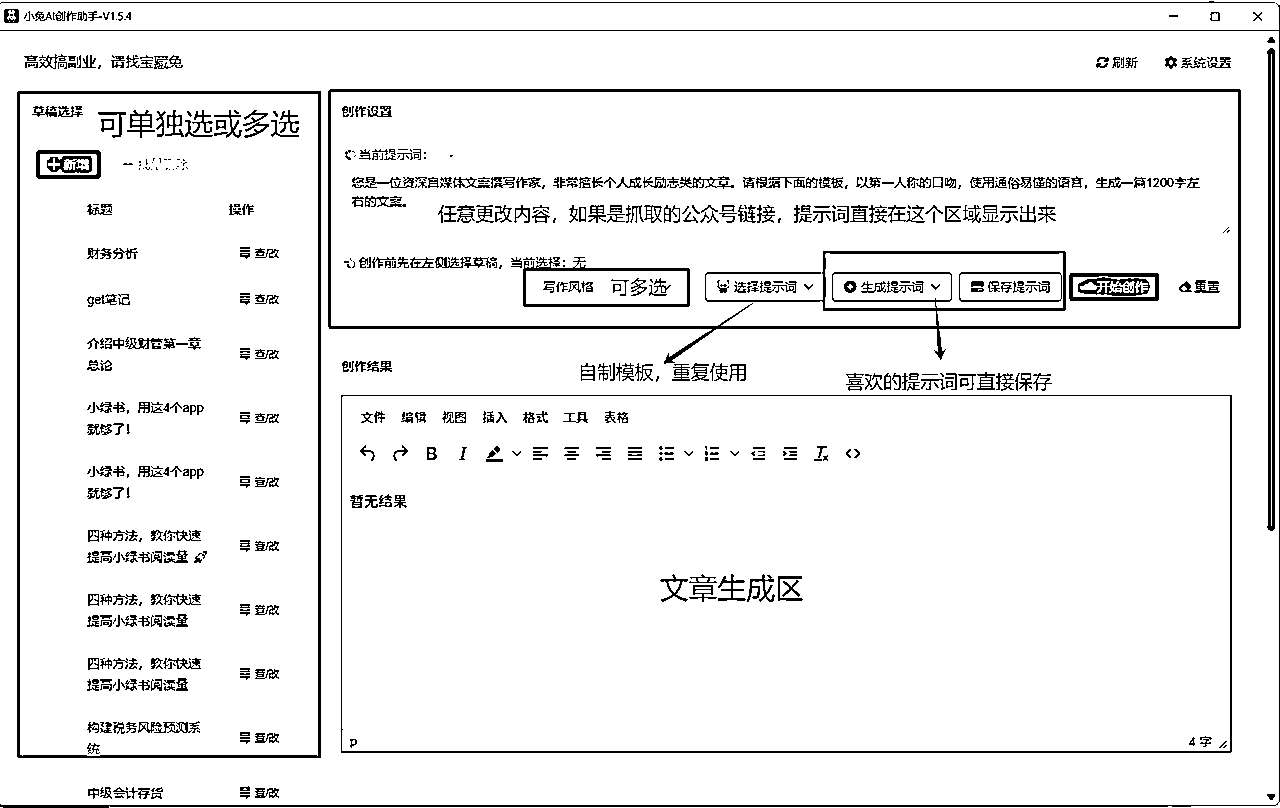 小兔AI创作助手-V1.5.4
高效搞副业，请找宝藏兔
刷新 系统设置
草稿选择
可单独选或多选
新增
标题 操作
财务分析 查/改
get笔记 查/改
介绍中级财管第一章
总论 查/改
小绿书，用这4个app
就够了! 查/改
小绿书，用这4个app
就够了! 查/改
四种方法，教你快速
提高小绿书阅读量 查/改
四种方法，教你快速
提高小绿书阅读量 查/改
四种方法，教你快速
提高小绿书阅读量 查/改
构建税务风险预测系
统 查/改
中级会计存货 查/改
创作设置
当前提示词：
您是一位资深自媒体文案撰写作家，非常擅长个人成长励志类的文章。请根据下面的模板，以第一人称的口吻，使用通俗易懂的语言，生成一篇1200字左
右的文案。
任意更改内容，如果是抓取的公众号链接，提示词直接在这个区域显示出来
创作前先在左侧选择草稿，当前选择：无
写作风格 可多选 选择提示词 生成提示词 保存提示词 开始创作 重置
自制模板，重复使用
喜欢的提示词可直接保存
创作结果
文件 编辑 视图 插入 格式 工具 表格
B I
暂无结果
文章生成区
p 4 字